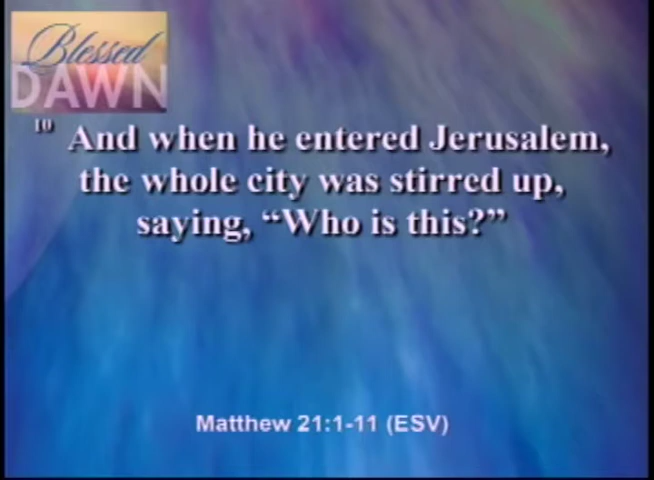 Blessed
DAWN
10 And when he entered Jerusalem,
the whole city was stirred up,
saying, “Who is this?”
Matthew 21:1-11 (ESV)